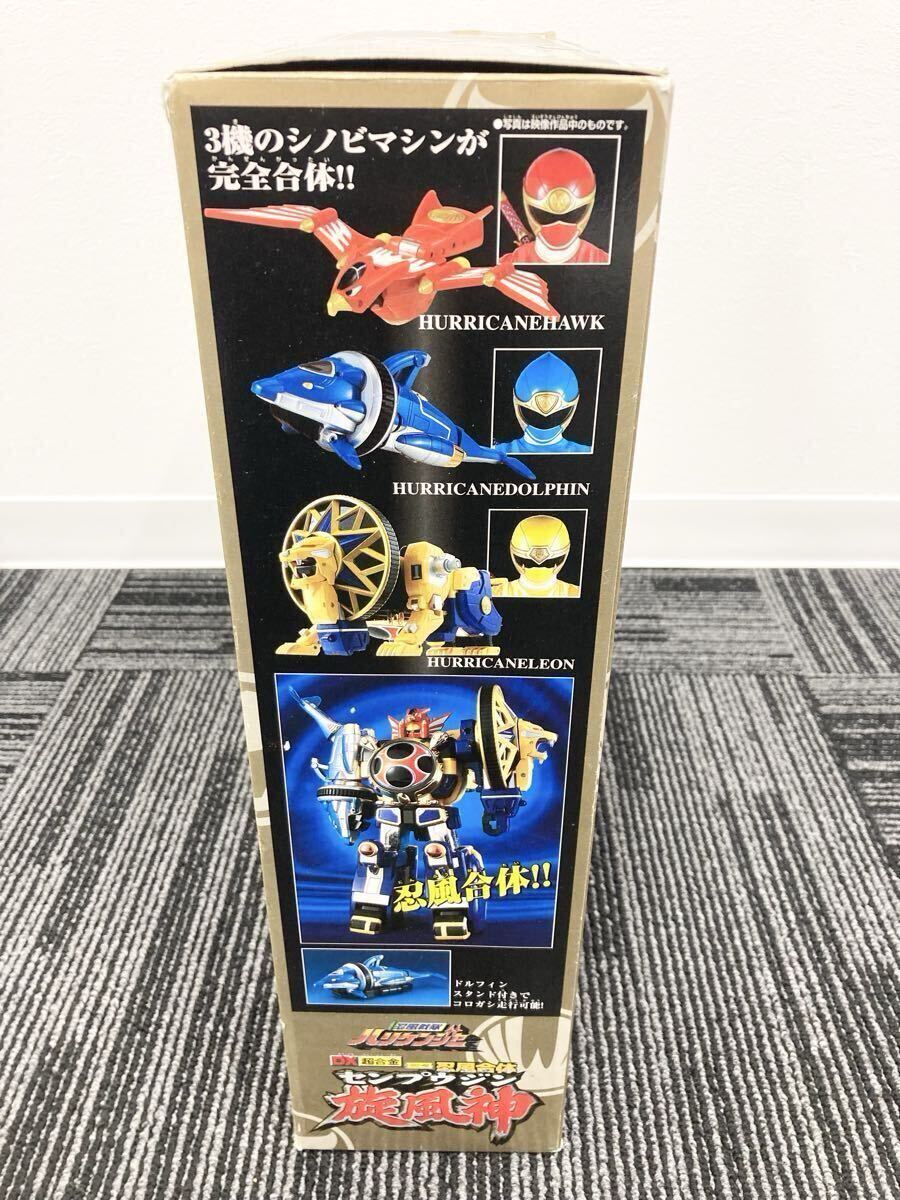 ●写真は映像作品中のものです。
3機のシノビマシンが
完全合体!!
HURRICANEHAWK
HURRICANEDOLPHIN
HURRICANELEON
忍風合体!!
ドルフィン
スタンド付きで
コロガシ走行可能!
忍風戦隊
ハリケンジャー
DX 超合金 忍風合体
センプウジン
旋風神